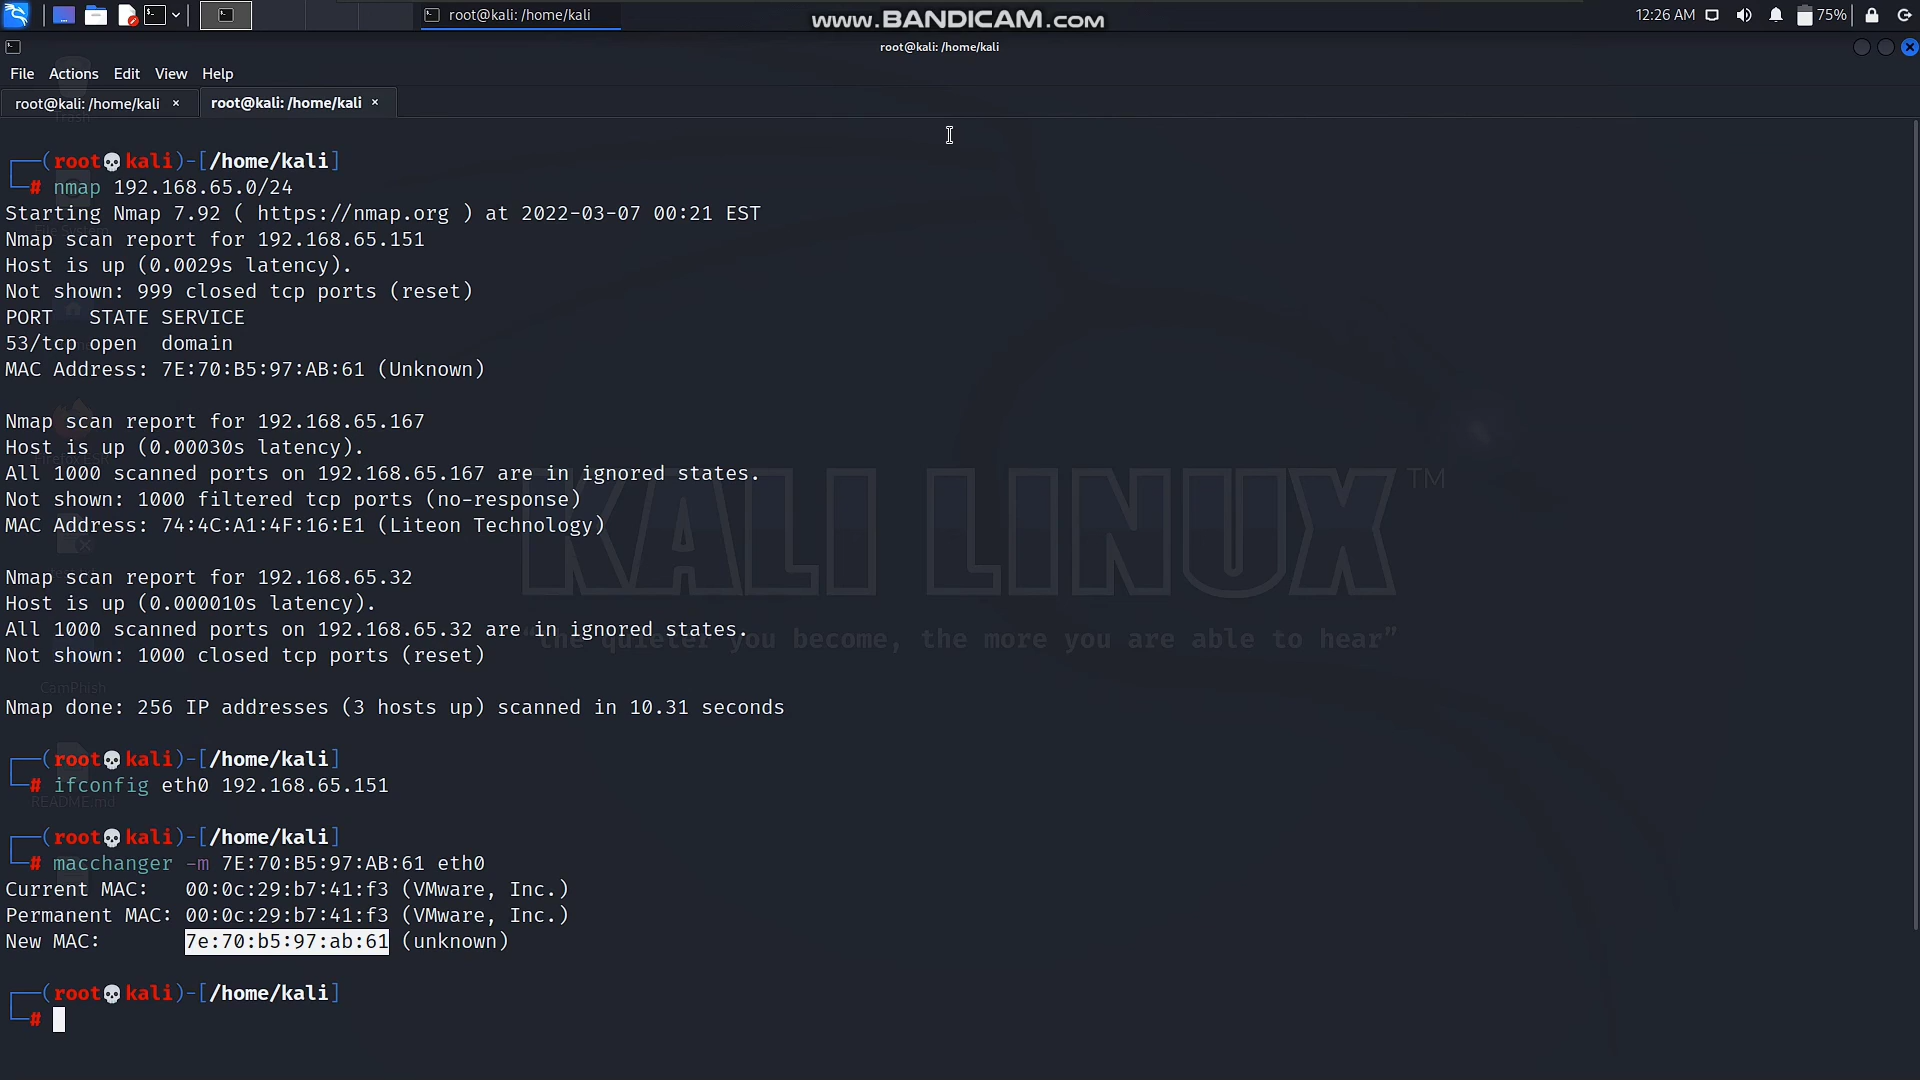 root@kali: /home/kali
www.BANDICAM.com
12:26 AM
75%
root@kali: /home/kali
File Actions Edit View Help
root@kali: /home/kali × root@kali: /home/kali ×
Trash
┌──(root💀kali)-[/home/kali]
└─# nmap 192.168.65.0/24
Starting Nmap 7.92 ( https://nmap.org ) at 2022-03-07 00:21 EST
File System
Nmap scan report for 192.168.65.151
Host is up (0.0029s latency).
Not shown: 999 closed tcp ports (reset)
PORT   STATE SERVICE
53/tcp open  domain
MAC Address: 7E:70:B5:97:AB:61 (Unknown)
Nmap scan report for 192.168.65.167
Host is up (0.00030s latency).
All 1000 scanned ports on 192.168.65.167 are in ignored states.
Not shown: 1000 filtered tcp ports (no-response)
MAC Address: 74:4C:A1:4F:16:E1 (Liteon Technology)
KALI LINUX ™
Nmap scan report for 192.168.65.32
Host is up (0.000010s latency).
All 1000 scanned ports on 192.168.65.32 are in ignored states.
"the quieter you become, the more you are able to hear"
Not shown: 1000 closed tcp ports (reset)
CamPhish
Nmap done: 256 IP addresses (3 hosts up) scanned in 10.31 seconds
┌──(root💀kali)-[/home/kali]
└─# ifconfig eth0 192.168.65.151
README.md
┌──(root💀kali)-[/home/kali]
└─# macchanger -m 7E:70:B5:97:AB:61 eth0
Current MAC:   00:0c:29:b7:41:f3 (VMware, Inc.)
Permanent MAC: 00:0c:29:b7:41:f3 (VMware, Inc.)
New MAC:       7e:70:b5:97:ab:61 (unknown)
┌──(root💀kali)-[/home/kali]
└─#